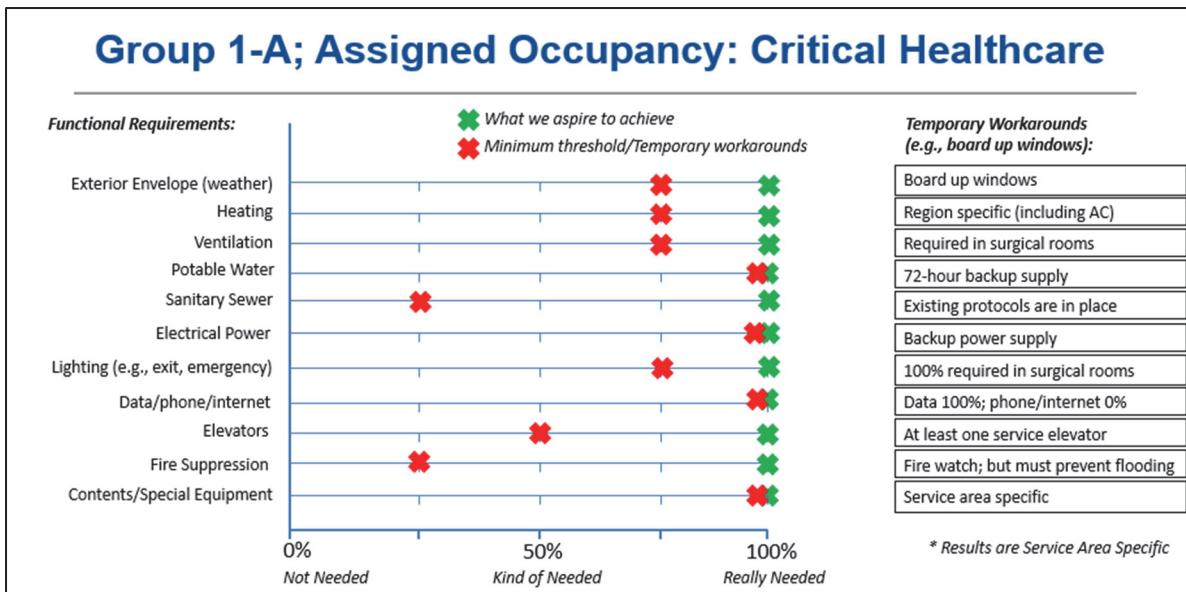 Group 1-A; Assigned Occupancy: Critical Healthcare
Functional Requirements:
What we aspire to achieve
Minimum threshold/Temporary workarounds
Temporary Workarounds
(e.g., board up windows):
Exterior Envelope (weather)
Board up windows
Heating
Region specific (including AC)
Ventilation
Required in surgical rooms
Potable Water
72-hour backup supply
Sanitary Sewer
Existing protocols are in place
Electrical Power
Backup power supply
Lighting (e.g., exit, emergency)
100% required in surgical rooms
Data/phone/internet
Data 100%; phone/internet 0%
Elevators
At least one service elevator
Fire Suppression
Fire watch; but must prevent flooding
Contents/Special Equipment
Service area specific
0%
50%
100%
Not Needed
Kind of Needed
Really Needed
* Results are Service Area Specific